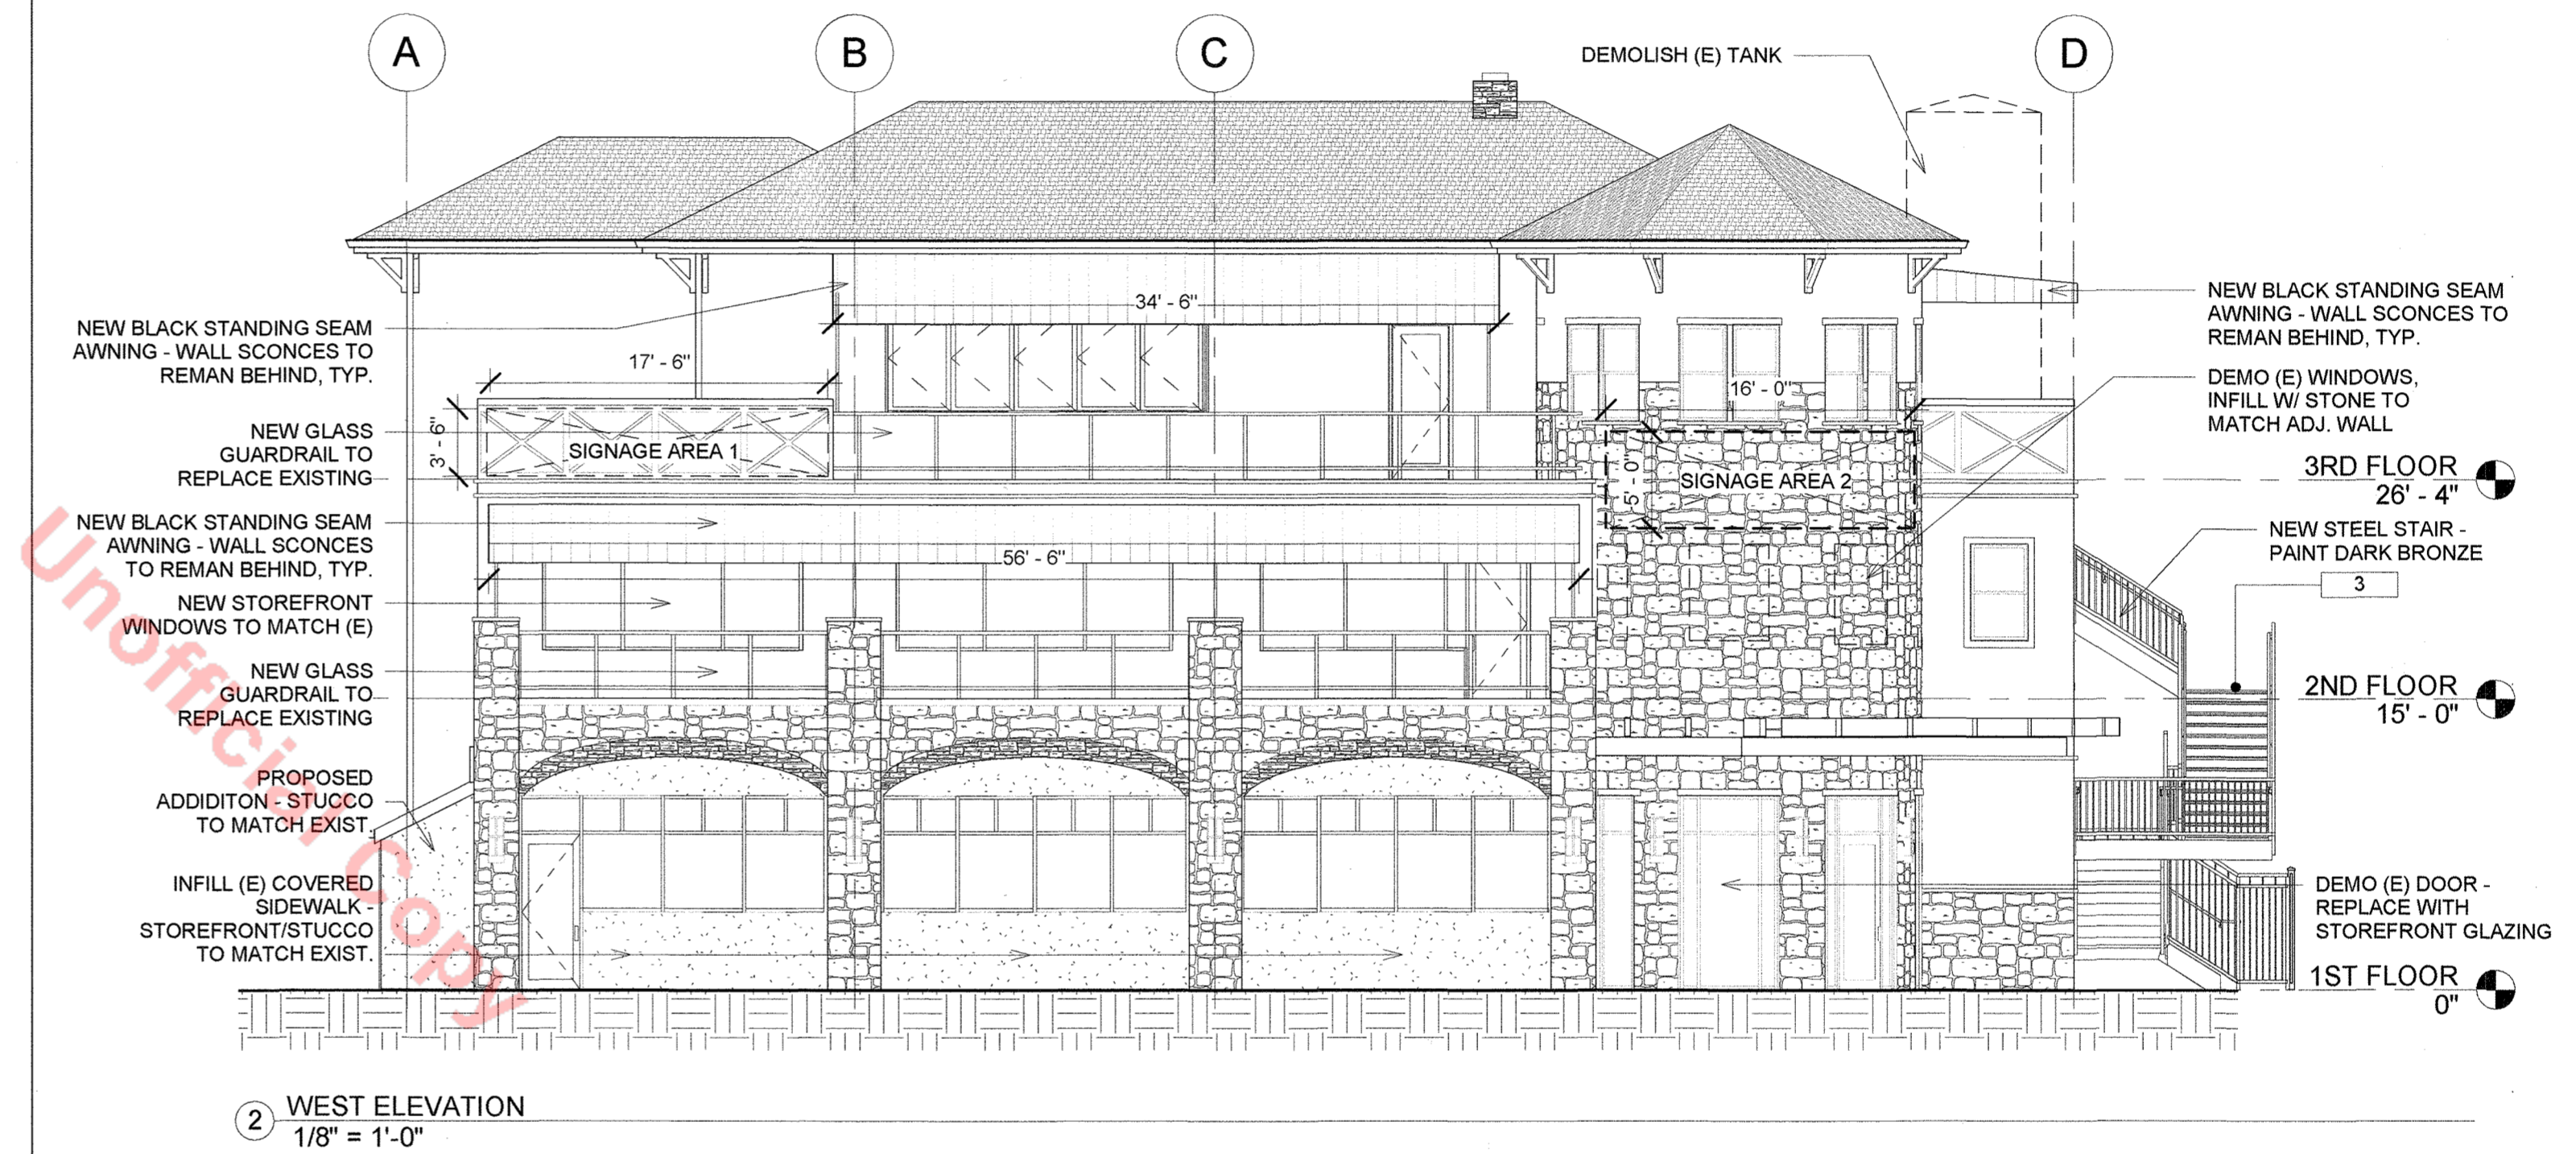 A
B
C
D
DEMOLISH (E) TANK
34' - 6"
17' - 6"
16' - 0"
3' - 6"
5' - 0"
56' - 6"
SIGNAGE AREA 1
SIGNAGE AREA 2
NEW BLACK STANDING SEAM
AWNING - WALL SCONCES TO
REMAN BEHIND, TYP.
NEW GLASS
GUARDRAIL TO
REPLACE EXISTING
NEW BLACK STANDING SEAM
AWNING - WALL SCONCES
TO REMAN BEHIND, TYP.
NEW STOREFRONT
WINDOWS TO MATCH (E)
NEW GLASS
GUARDRAIL TO
REPLACE EXISTING
PROPOSED
ADDIDITON - STUCCO
TO MATCH EXIST.
INFILL (E) COVERED
SIDEWALK -
STOREFRONT/STUCCO
TO MATCH EXIST.
NEW BLACK STANDING SEAM
AWNING - WALL SCONCES TO
REMAN BEHIND, TYP.
DEMO (E) WINDOWS,
INFILL W/ STONE TO
MATCH ADJ. WALL
3RD FLOOR
26' - 4"
NEW STEEL STAIR -
PAINT DARK BRONZE
3
2ND FLOOR
15' - 0"
DEMO (E) DOOR -
REPLACE WITH
STOREFRONT GLAZING
1ST FLOOR
0"
Unofficial Copy
2
WEST ELEVATION
1/8" = 1'-0"